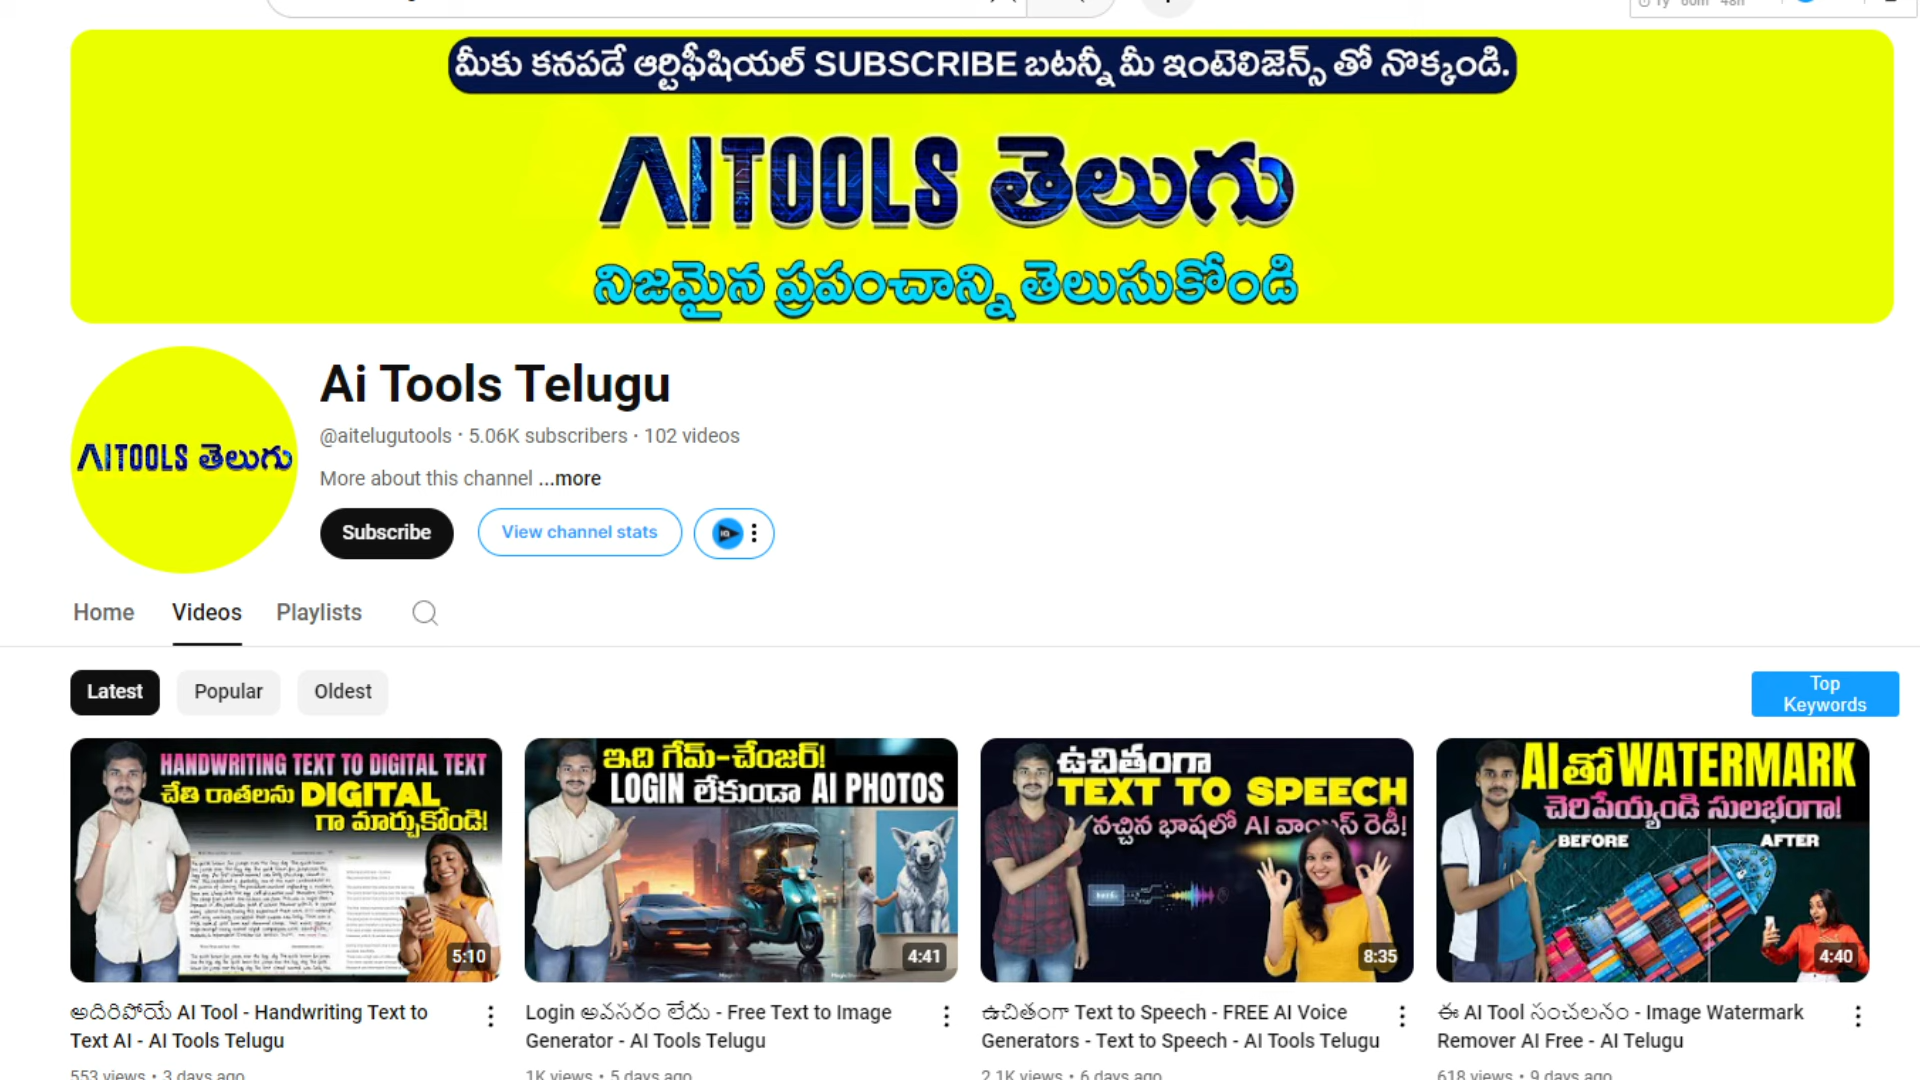 మీకు కనపడే ఆర్టిఫీషియల్ SUBSCRIBE బటన్నీ మీ ఇంటెలిజెన్స్ తో నొక్కండి.
AITOOLS తెలుగు
నిజమైన ప్రపంచాన్ని తెలుసుకోండి
AITOOLS తెలుగు
Ai Tools Telugu
@aitelugutools · 5.06K subscribers · 102 videos
More about this channel ...more
Subscribe
View channel stats
Home Videos Playlists
Latest Popular Oldest
Top
Keywords
HANDWRITING TEXT TO DIGITAL TEXT
చేతి రాతలను DIGITAL
గా మార్చుకోండి!
5:10
ఇది గేమ్-చేంజర్!
LOGIN లేకుండా AI PHOTOS
4:41
ఉచితంగా
TEXT TO SPEECH
నచ్చిన భాషలో AI వాయిస్ రెడీ!
8:35
AI తో WATERMARK
చెరిపేయ్యండి సులభంగా!
BEFORE AFTER
4:40
అదిరిపోయే AI Tool - Handwriting Text to
Text AI - AI Tools Telugu
553 views · 3 days ago
Login అవసరం లేదు - Free Text to Image
Generator - AI Tools Telugu
1K views · 5 days ago
ఉచితంగా Text to Speech - FREE AI Voice
Generators - Text to Speech - AI Tools Telugu
2.1K views · 6 days ago
ఈ AI Tool సంచలనం - Image Watermark
Remover AI Free - AI Telugu
618 views · 9 days ago